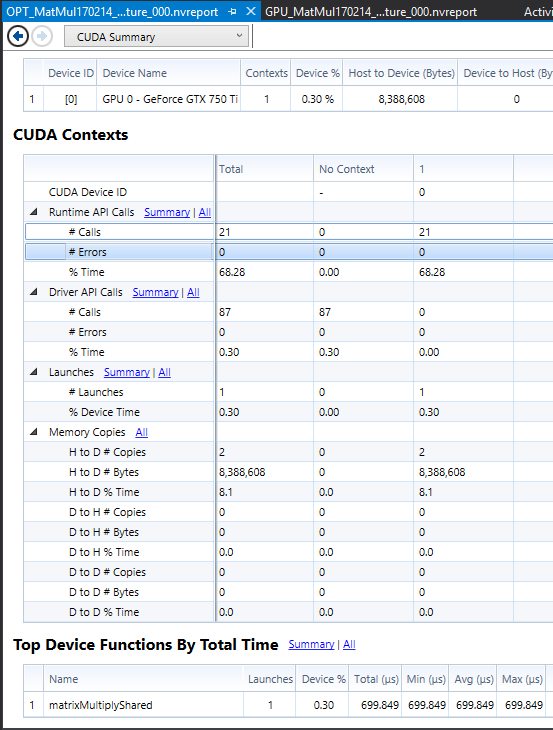 OPT_MatMul170214_...ture_000.nvreport GPU_MatMul170214_...ture_000.nvreport Activi
CUDA Summary
Device ID Device Name Contexts Device % Host to Device (Bytes) Device to Host (By
1 [0] GPU 0 - GeForce GTX 750 Ti 1 0.30 % 8,388,608 0
CUDA Contexts
Total No Context 1
CUDA Device ID - 0
Runtime API Calls Summary | All
# Calls 21 0 21
# Errors 0 0 0
% Time 68.28 0.00 68.28
Driver API Calls Summary | All
# Calls 87 87 0
# Errors 0 0 0
% Time 0.30 0.30 0.00
Launches Summary | All
# Launches 1 0 1
% Device Time 0.30 0.00 0.30
Memory Copies All
H to D # Copies 2 0 2
H to D # Bytes 8,388,608 0 8,388,608
H to D % Time 8.1 0.0 8.1
D to H # Copies 0 0 0
D to H # Bytes 0 0 0
D to H % Time 0.0 0.0 0.0
D to D # Copies 0 0 0
D to D # Bytes 0 0 0
D to D % Time 0.0 0.0 0.0
Top Device Functions By Total Time Summary | All
Name Launches Device % Total (µs) Min (µs) Avg (µs) Max (µs)
1 matrixMultiplyShared 1 0.30 699.849 699.849 699.849 699.849